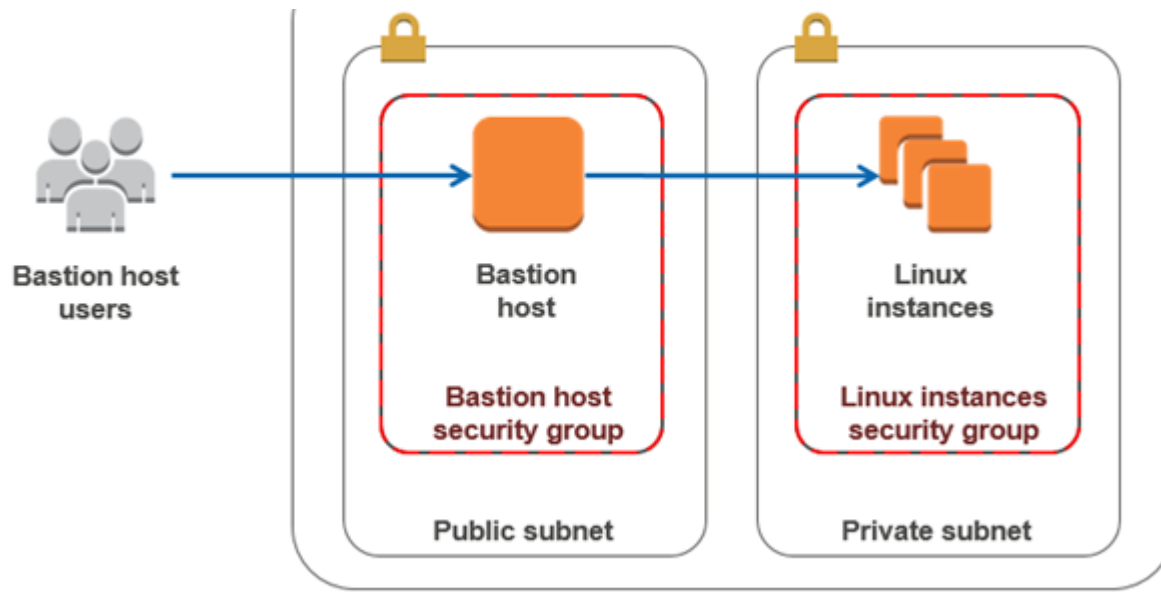 Bastion host
users
Bastion
host
Bastion host
security group
Public subnet
Linux
instances
Linux instances
security group
Private subnet